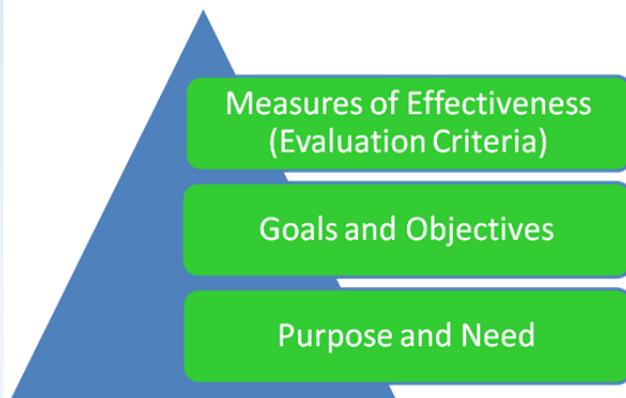 Measures of Effectiveness
(Evaluation Criteria)
Goals and Objectives
Purpose and Need